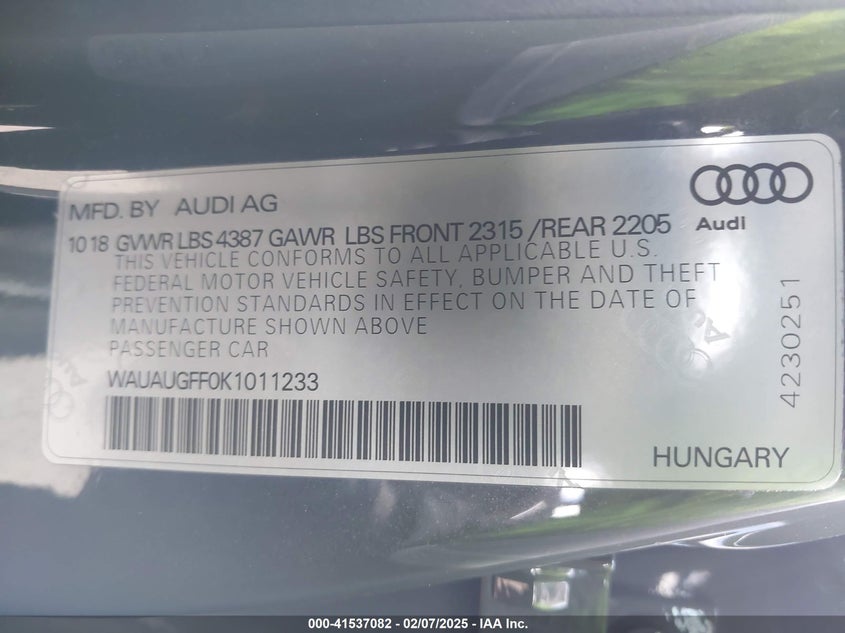 MFD. BY AUDI AG
Audi
10 18 GVWR LBS 4387 GAWR LBS FRONT 2315 /REAR 2205
THIS VEHICLE CONFORMS TO ALL APPLICABLE U.S.
FEDERAL MOTOR VEHICLE SAFETY, BUMPER AND THEFT
PREVENTION STANDARDS IN EFFECT ON THE DATE OF
MANUFACTURE SHOWN ABOVE
PASSENGER CAR
WAUAUGFF0K1011233
4230251
HUNGARY
000-41537082 - 02/07/2025 - IAA Inc.